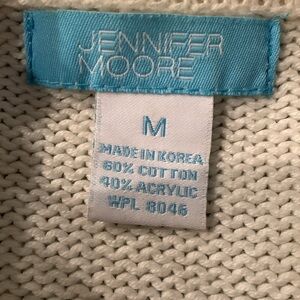 JENNIFER
MOORE
M
MADE IN KOREA
60% COTTON
40% ACRYLIC
WPL 8046